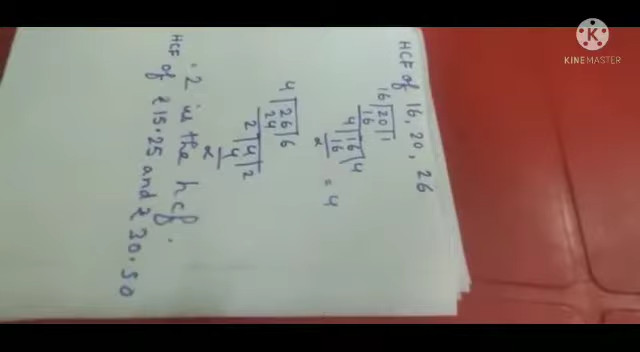 HCF of 16, 20, 26
16 | 20 | 1
16
4 | 16 | 4
16 = 4
4 | 26 | 6
24
2 | 4 | 2
4
= 2 is the hcf.
HCF of ₹15.25 and ₹30.50
K
KINEMASTER